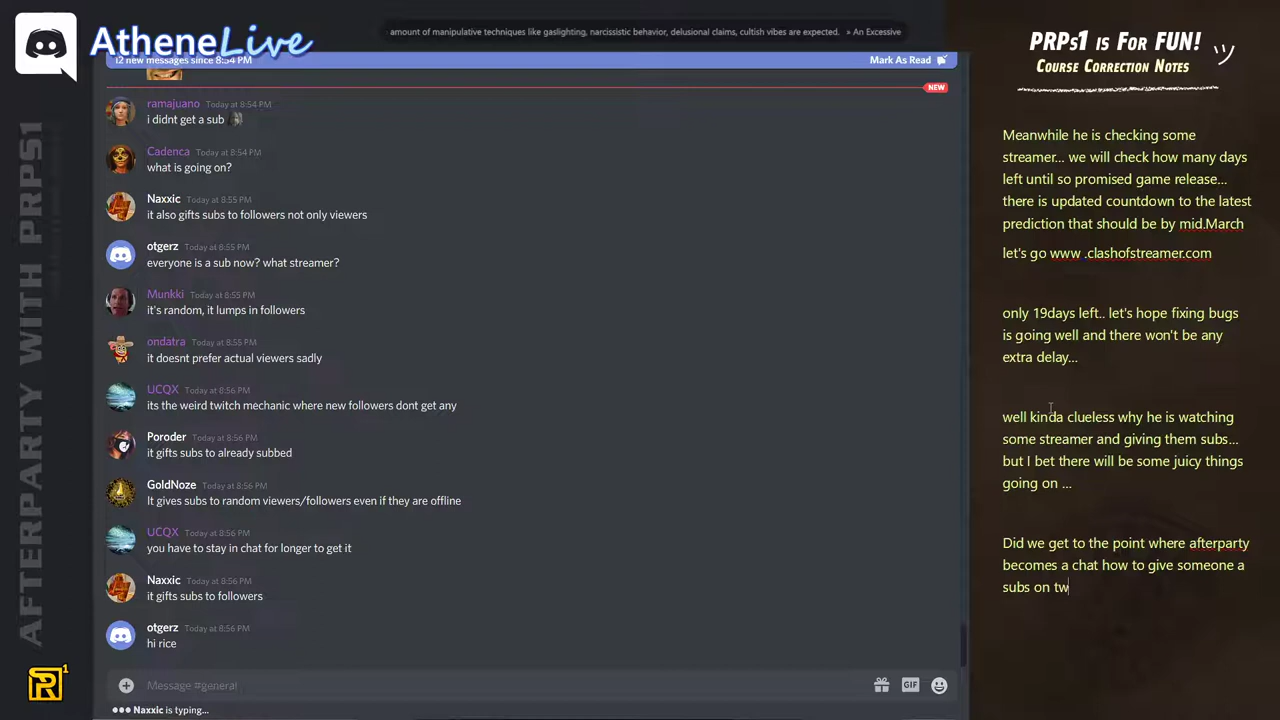 AtheneLive
amount of manipulative techniques like gaslighting, narcissistic behavior, delusional claims, cultish vibes are expected. » An Excessive
12 new messages since 8:54 PM
Mark As Read
NEW
ramajuano Today at 8:54 PM
i didnt get a sub
Cadenca Today at 8:54 PM
what is going on?
Naxxic Today at 8:55 PM
it also gifts subs to followers not only viewers
otgerz Today at 8:55 PM
everyone is a sub now? what streamer?
Munkki Today at 8:55 PM
it's random, it lumps in followers
ondatra Today at 8:55 PM
it doesnt prefer actual viewers sadly
UCQX Today at 8:56 PM
its the weird twitch mechanic where new followers dont get any
Poroder Today at 8:56 PM
it gifts subs to already subbed
GoldNoze Today at 8:56 PM
It gives subs to random viewers/followers even if they are offline
UCQX Today at 8:56 PM
you have to stay in chat for longer to get it
Naxxic Today at 8:56 PM
it gifts subs to followers
otgerz Today at 8:56 PM
hi rice
Message #general
GIF
Naxxic is typing...
AFTERPARTY WITH PRPS1
R1
PRPs1 is For FUN!
Course Correction Notes
Meanwhile he is checking some
streamer... we will check how many days
left until so promised game release...
there is updated countdown to the latest
prediction that should be by mid.March
let's go www .clashofstreamer.com
only 19days left.. let's hope fixing bugs
is going well and there won't be any
extra delay...
well kinda clueless why he is watching
some streamer and giving them subs...
but I bet there will be some juicy things
going on ...
Did we get to the point where afterparty
becomes a chat how to give someone a
subs on tw